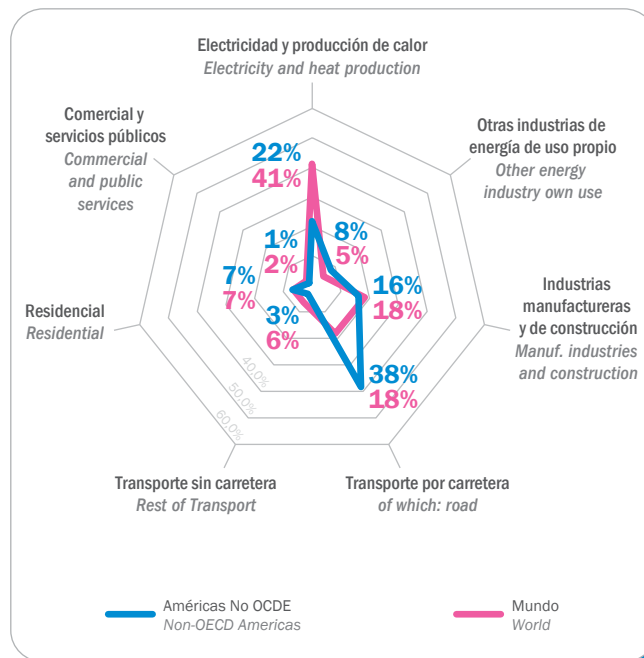 Electricidad y producción de calor
Electricity and heat production
Comercial y
servicios públicos
Commercial
and public
services
Otras industrias de
energía de uso propio
Other energy
industry own use
22%
41%
1%
2%
8%
5%
7%
7%
16%
18%
Residencial
Residential
Industrias
manufactureras
y de construcción
Manuf. industries
and construction
3%
6%
38%
18%
40,0%
50,0%
60,0%
Transporte sin carretera
Rest of Transport
Transporte por carretera
of which: road
Américas No OCDE
Non-OECD Americas
Mundo
World